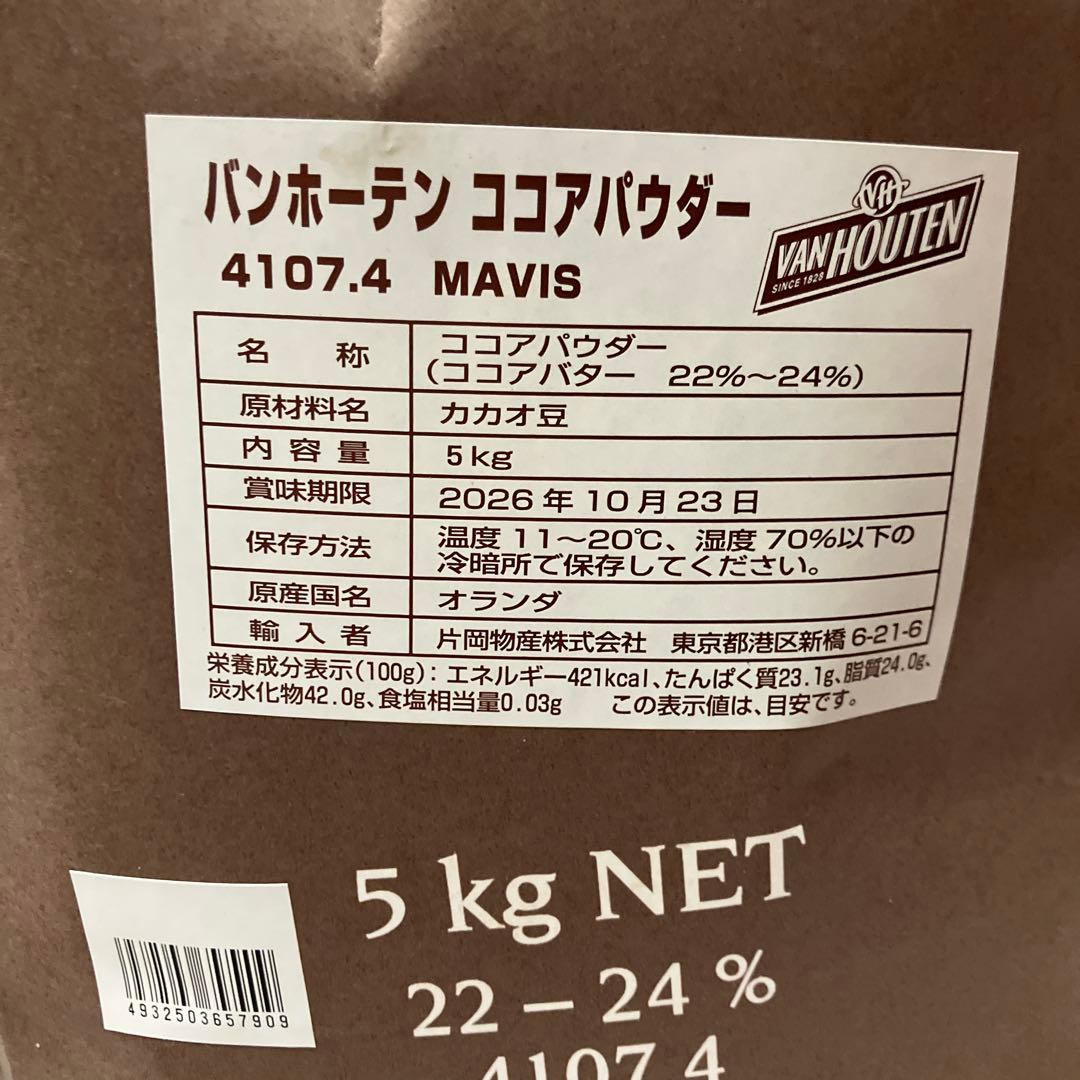 バンホーテン ココアパウダー
4107.4 MAVIS
VH
VAN HOUTEN
SINCE 1828
名 称 ココアパウダー
(ココアバター 22%~24%)
原材料名 カカオ豆
内容量 5kg
賞味期限 2026年10月23日
保存方法 温度 11~20℃、湿度 70%以下の
冷暗所で保存してください。
原産国名 オランダ
輸入者 片岡物産株式会社 東京都港区新橋 6-21-6
栄養成分表示(100g):エネルギー421kcal、たんぱく質23.1g、脂質24.0g、
炭水化物42.0g、食塩相当量0.03g この表示値は、目安です。
5 kg NET
22 – 24 %
4107.4
4932503657909